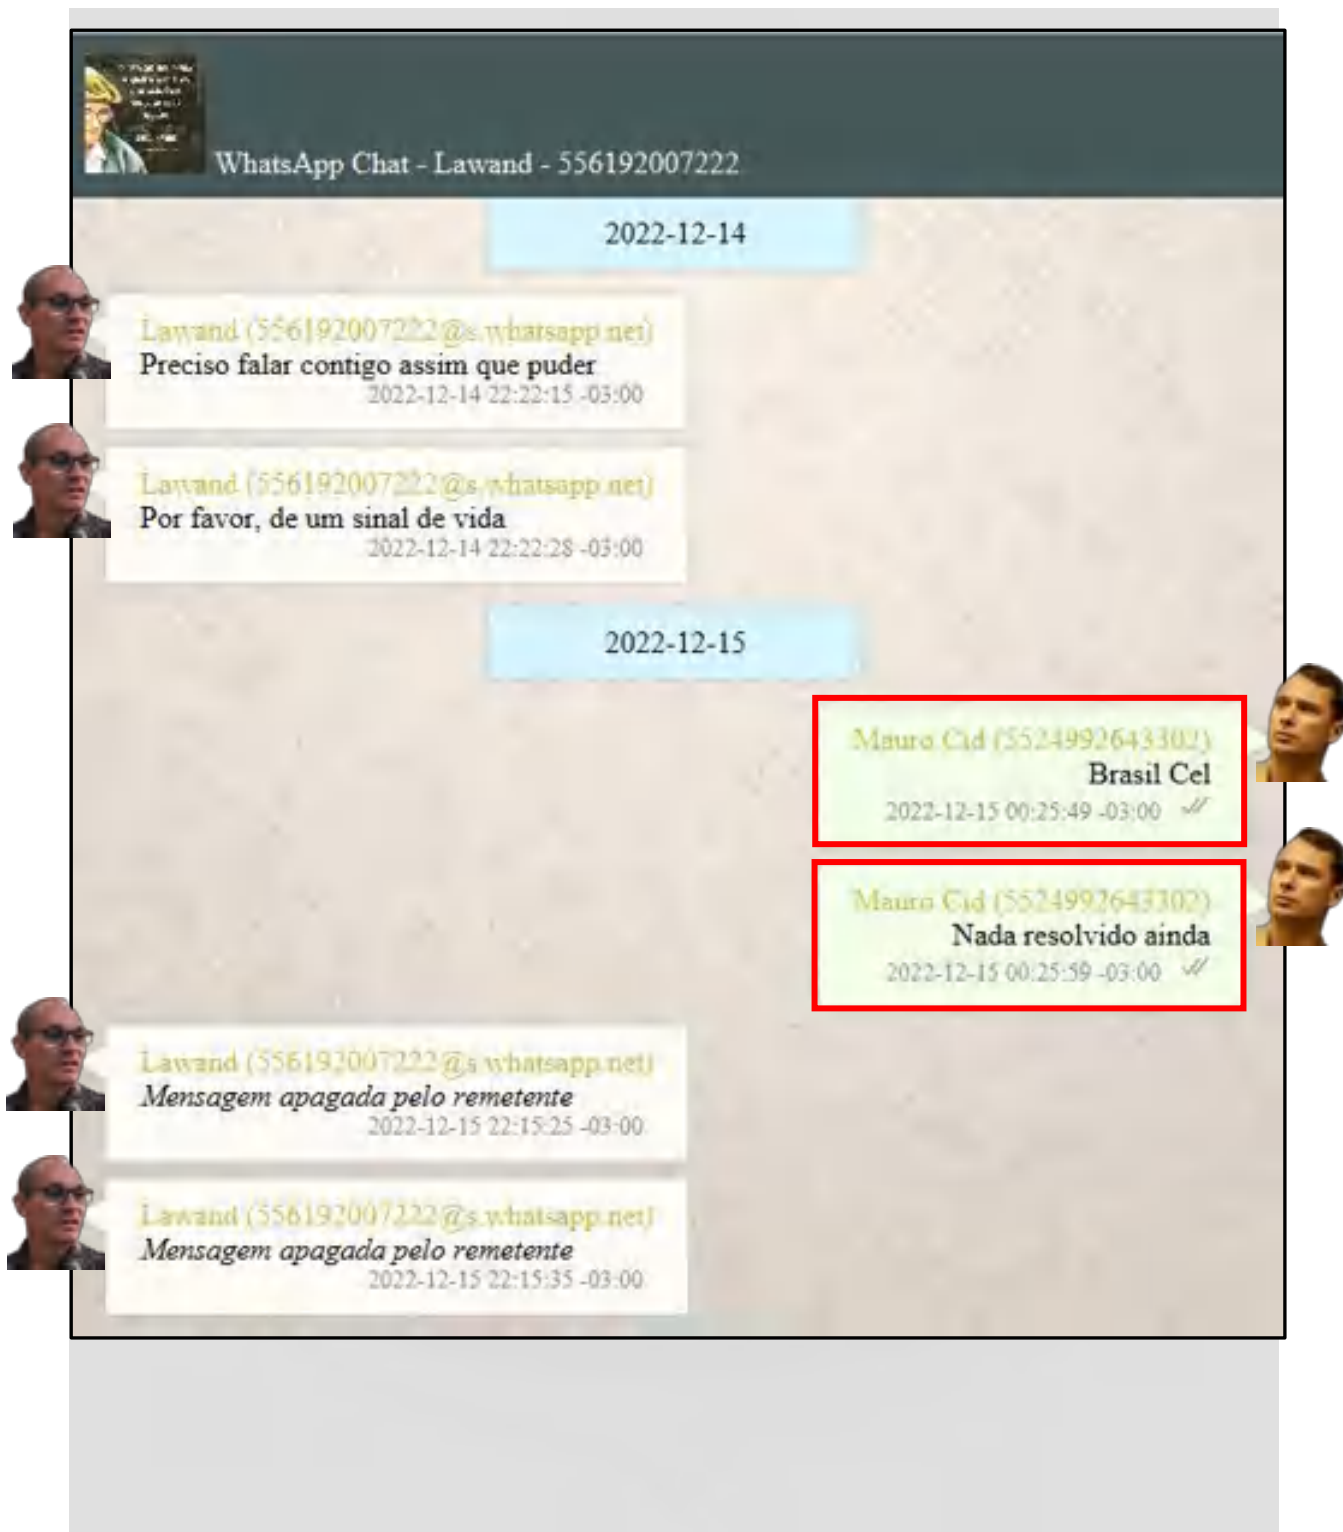 WhatsApp Chat - Lawand - 556192007222
2022-12-14
Lawand (556192007222@s.whatsapp.net)
Preciso falar contigo assim que puder
2022-12-14 22:22:15 -03:00
Lawand (556192007222@s.whatsapp.net)
Por favor, de um sinal de vida
2022-12-14 22:22:28 -03:00
2022-12-15
Mauro Cid (5524992643302)
Brasil Cel
2022-12-15 00:25:49 -03:00
Mauro Cid (5524992643302)
Nada resolvido ainda
2022-12-15 00:25:59 -03:00
Lawand (556192007222@s.whatsapp.net)
Mensagem apagada pelo remetente
2022-12-15 22:15:25 -03:00
Lawand (556192007222@s.whatsapp.net)
Mensagem apagada pelo remetente
2022-12-15 22:15:35 -03:00